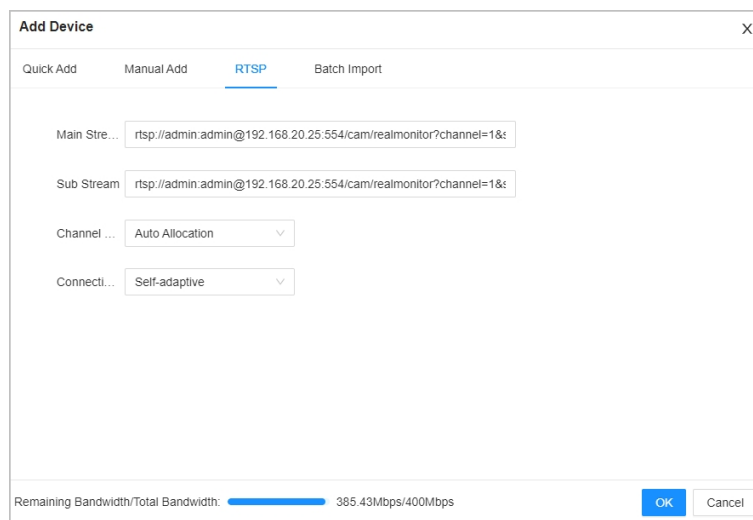 Add Device
X
Quick Add Manual Add RTSP Batch Import
Main Stre... rtsp://admin:admin@192.168.20.25:554/cam/realmonitor?channel=1&s
Sub Stream rtsp://admin:admin@192.168.20.25:554/cam/realmonitor?channel=1&s
Channel ... Auto Allocation
Connecti... Self-adaptive
Remaining Bandwidth/Total Bandwidth: 385.43Mbps/400Mbps
OK Cancel